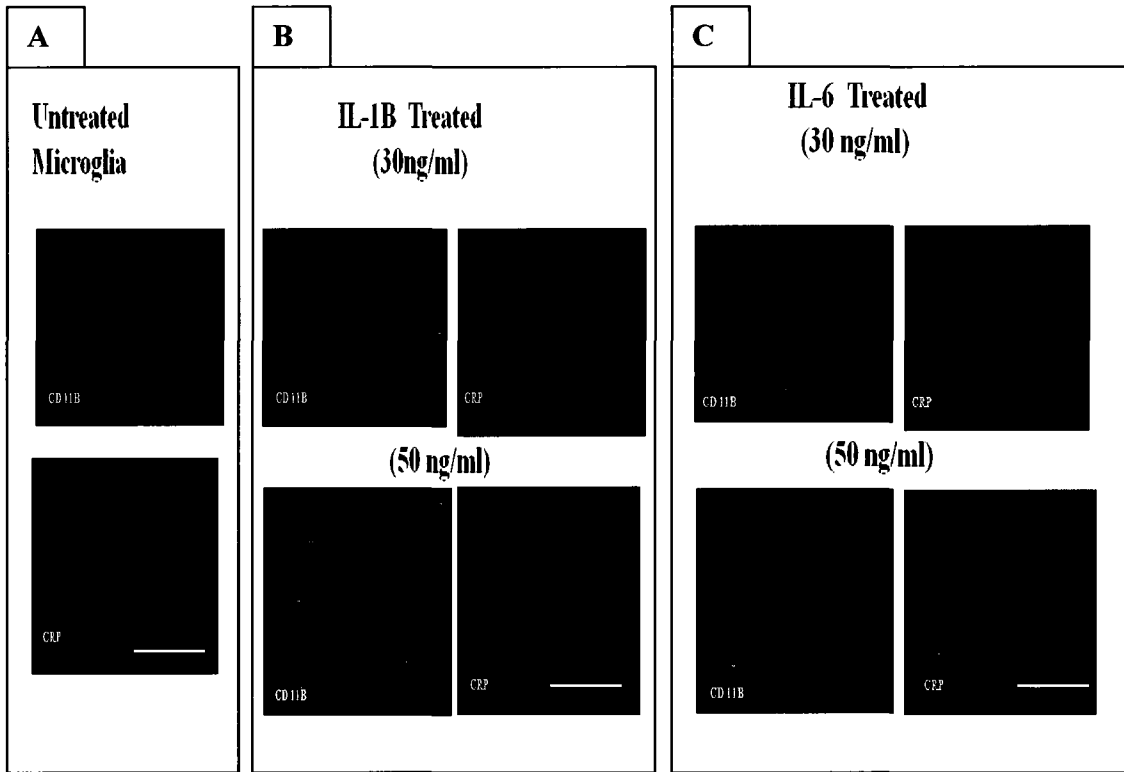 A
Untreated
Microglia
CD11B
CRP
B
IL-1B Treated
(30ng/ml)
CD11B
CRP
(50 ng/ml)
CD11B
CRP
C
IL-6 Treated
(30 ng/ml)
CD11B
CRP
(50 ng/ml)
CD11B
CRP